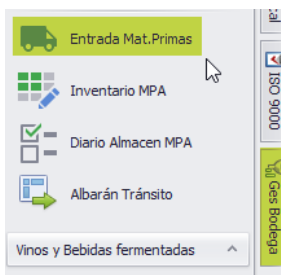 Entrada Mat.Primas
Inventario MPA
Diario Almacen MPA
Albarán Tránsito
Vinos y Bebidas fermentadas
ISO 9000
Ges Bodega